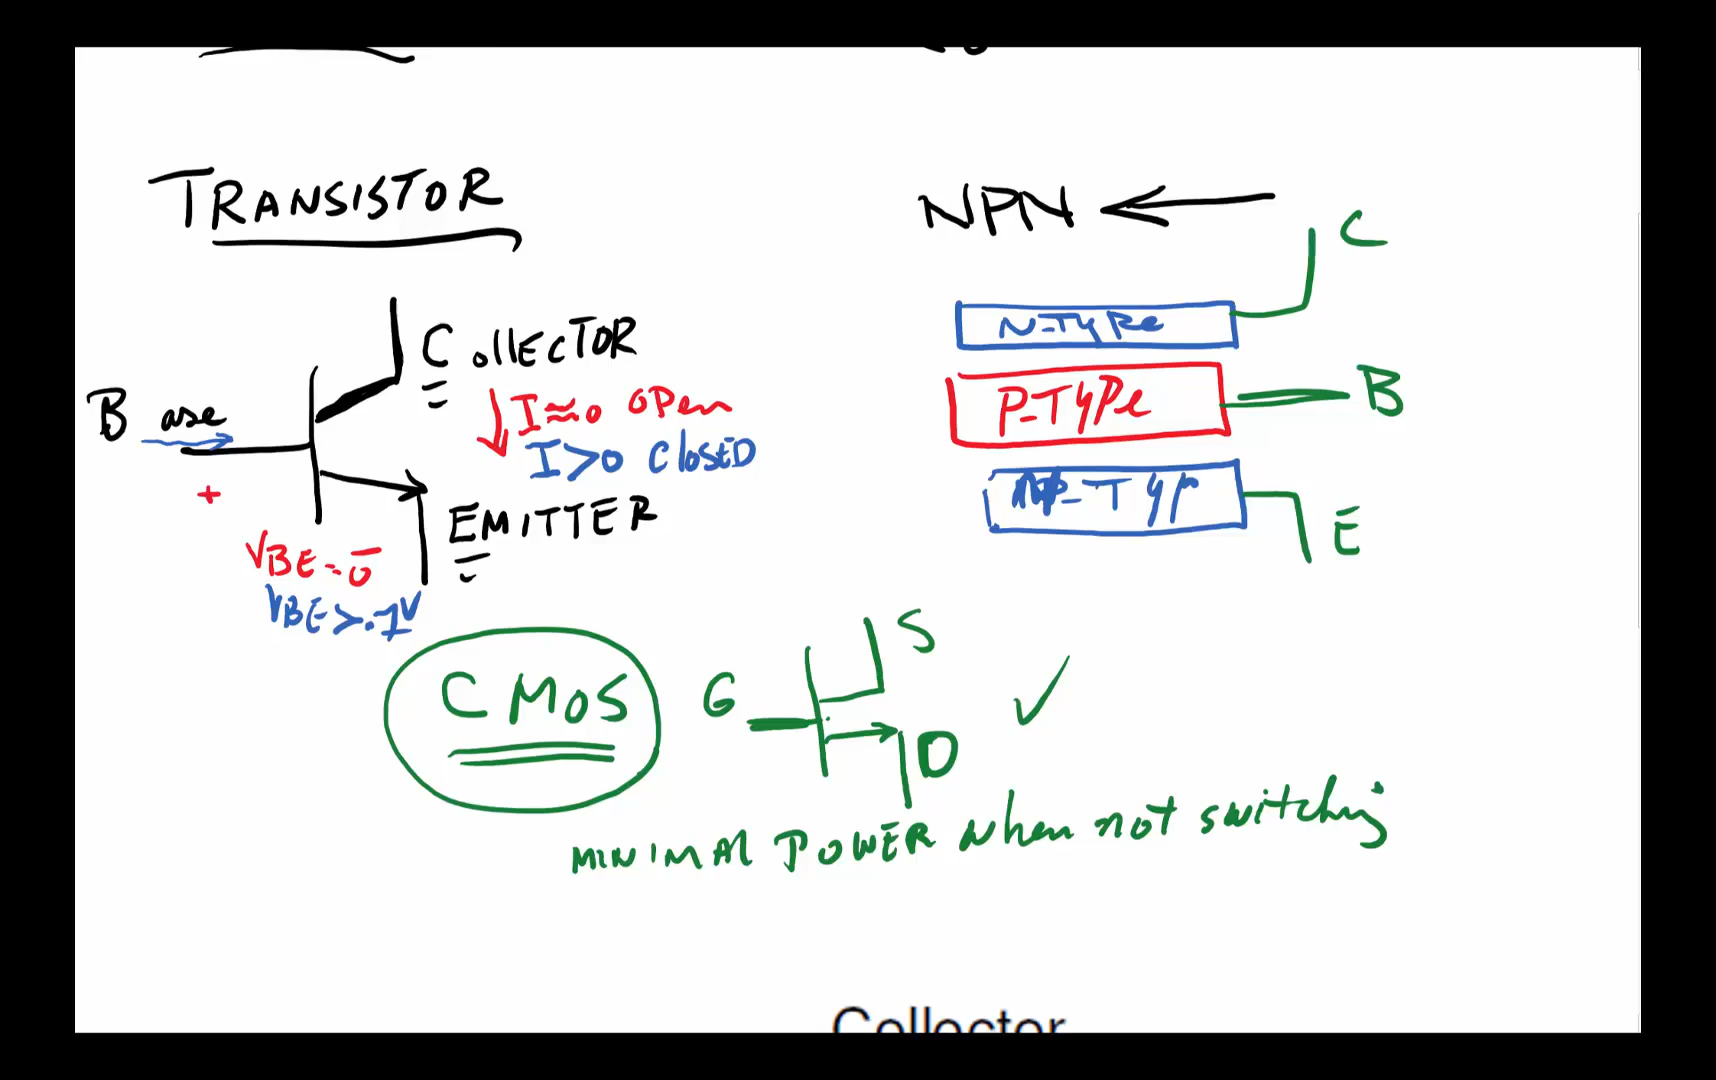 TRANSISTOR
NPN
C
Collector
N-Type
Base
I≈0 open
P-Type
B
I>0 closed
+
EMITTER
-Typ
E
VBE=0
VBE>.7V
S
CMOS
G
D
MINIMAL POWER when not switching
Collector